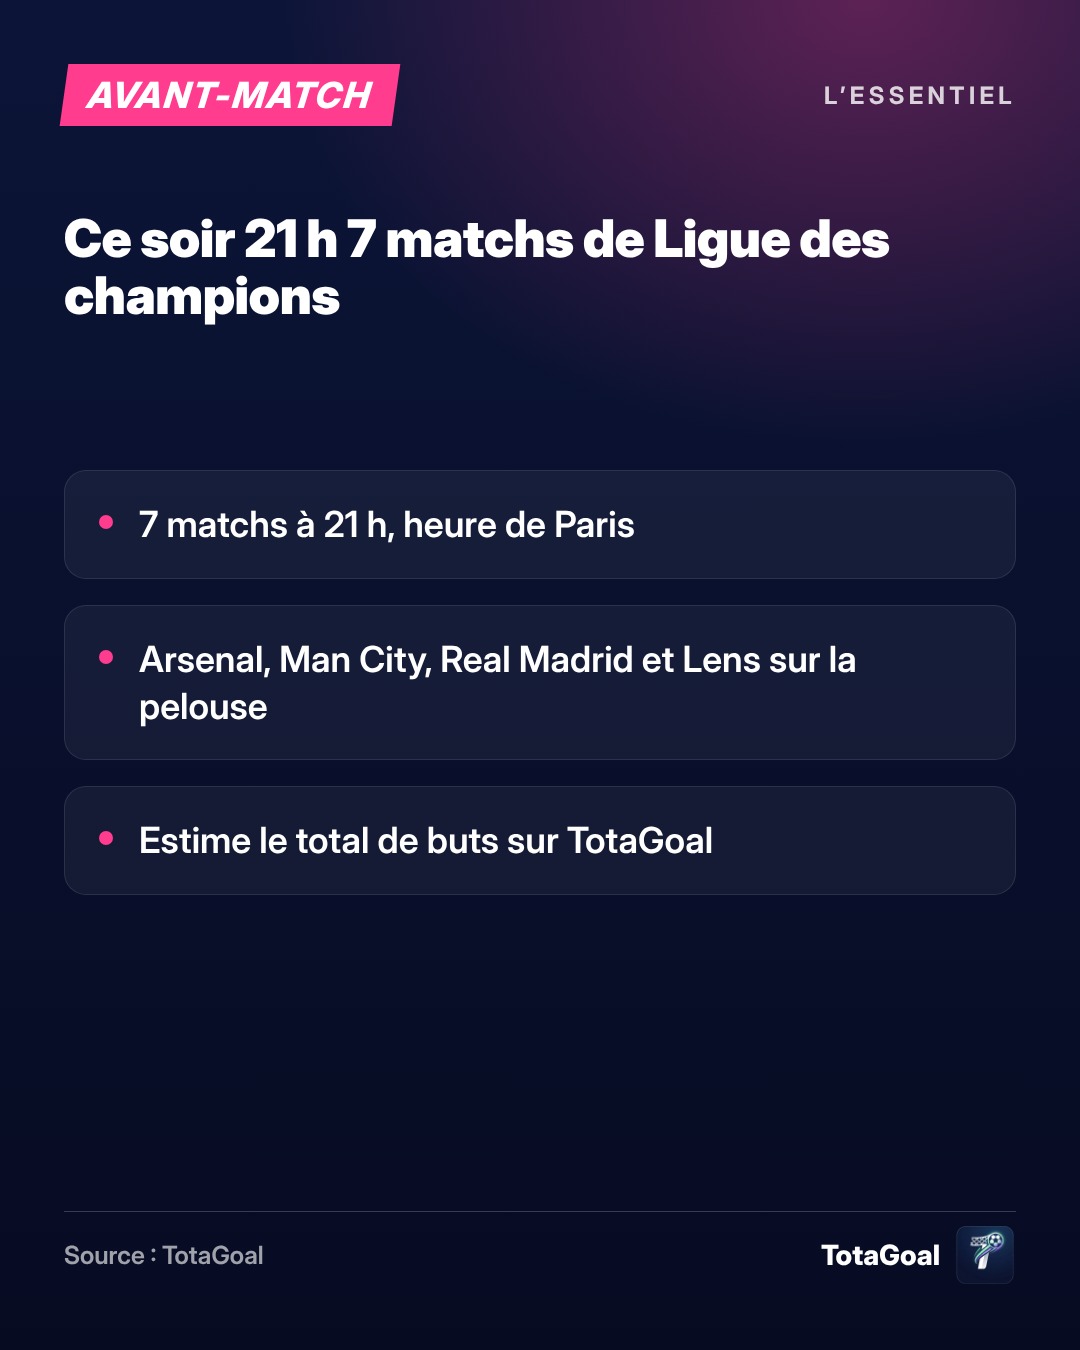 AVANT-MATCH
L'ESSENTIEL
Ce soir 21 h 7 matchs de Ligue des
champions
7 matchs à 21 h, heure de Paris
Arsenal, Man City, Real Madrid et Lens sur la
pelouse
Estime le total de buts sur TotaGoal
Source : TotaGoal
TotaGoal